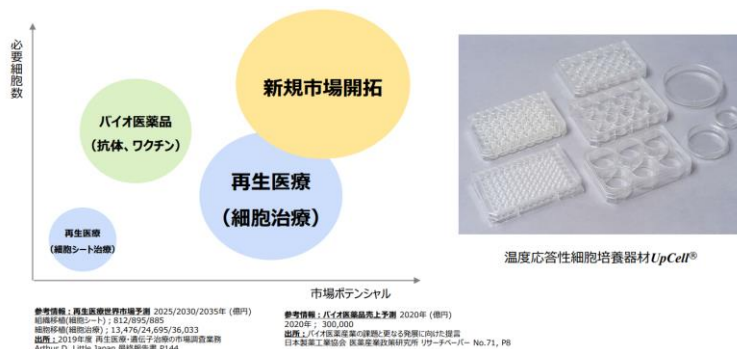 必要細胞数
新規市場開拓
バイオ医薬品
(抗体、ワクチン)
再生医療
(細胞治療)
再生医療
(細胞シート治療)
市場ポテンシャル
温度応答性細胞培養器材UpCell®
参考情報:再生医療世界市場予測 2025/2030/2035年 (億円)
組織移植(細胞シート) ; 812/895/885
細胞移植(細胞治療) ; 13,476/24,695/36,033
出所:2019年度 再生医療・遺伝子治療の市場調査業務
Arthur D. Little Japan 最終報告書 P144
参考情報:バイオ医薬品売上予測 2020年 (億円)
2020年 ; 300,000
出所:バイオ医薬産業の課題と更なる発展に向けた提言
日本製薬工業協会 医薬産業政策研究所 リサーチペーパー No.71, P8